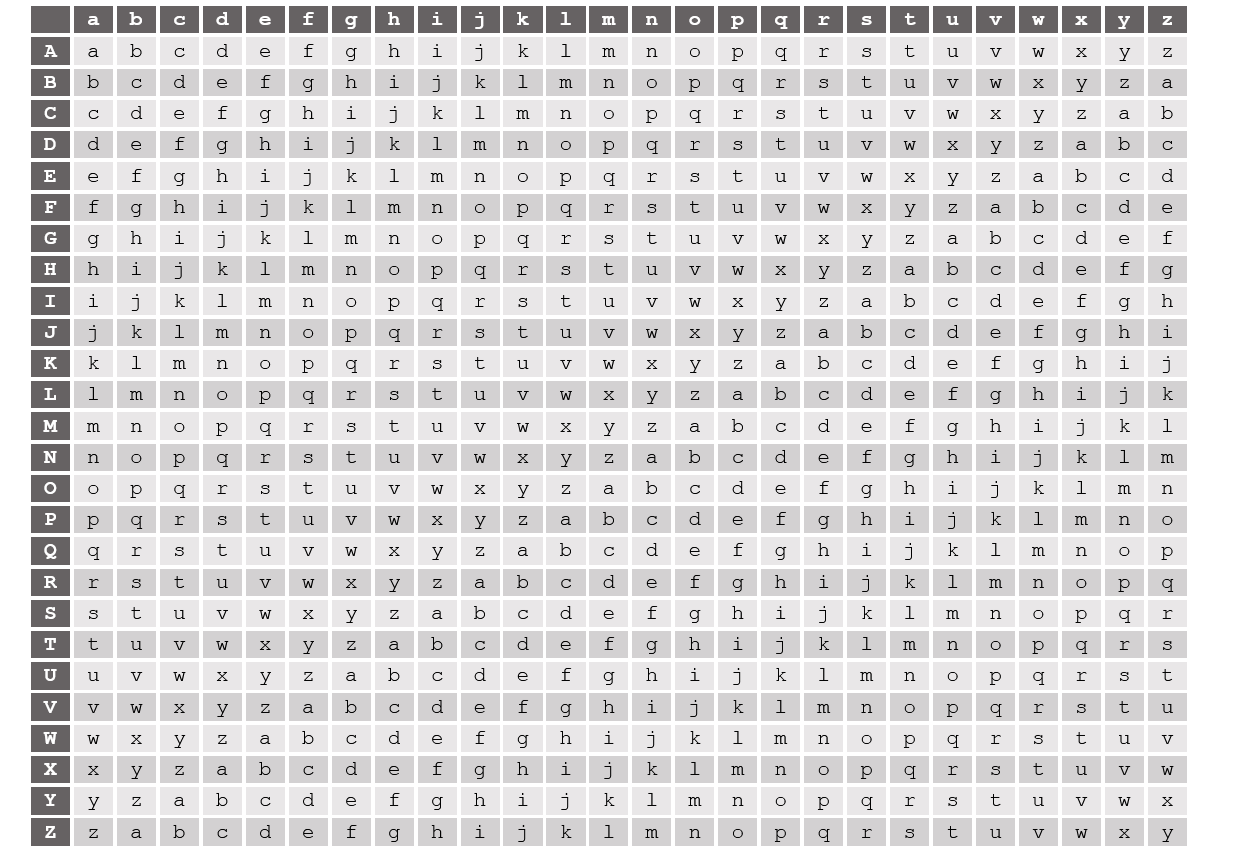 a b c d e f g h i j k l m n o p q r s t u v w x y z
A a b c d e f g h i j k l m n o p q r s t u v w x y z
B b c d e f g h i j k l m n o p q r s t u v w x y z a
C c d e f g h i j k l m n o p q r s t u v w x y z a b
D d e f g h i j k l m n o p q r s t u v w x y z a b c
E e f g h i j k l m n o p q r s t u v w x y z a b c d
F f g h i j k l m n o p q r s t u v w x y z a b c d e
G g h i j k l m n o p q r s t u v w x y z a b c d e f
H h i j k l m n o p q r s t u v w x y z a b c d e f g
I i j k l m n o p q r s t u v w x y z a b c d e f g h
J j k l m n o p q r s t u v w x y z a b c d e f g h i
K k l m n o p q r s t u v w x y z a b c d e f g h i j
L l m n o p q r s t u v w x y z a b c d e f g h i j k
M m n o p q r s t u v w x y z a b c d e f g h i j k l
N n o p q r s t u v w x y z a b c d e f g h i j k l m
O o p q r s t u v w x y z a b c d e f g h i j k l m n
P p q r s t u v w x y z a b c d e f g h i j k l m n o
Q q r s t u v w x y z a b c d e f g h i j k l m n o p
R r s t u v w x y z a b c d e f g h i j k l m n o p q
S s t u v w x y z a b c d e f g h i j k l m n o p q r
T t u v w x y z a b c d e f g h i j k l m n o p q r s
U u v w x y z a b c d e f g h i j k l m n o p q r s t
V v w x y z a b c d e f g h i j k l m n o p q r s t u
W w x y z a b c d e f g h i j k l m n o p q r s t u v
X x y z a b c d e f g h i j k l m n o p q r s t u v w
Y y z a b c d e f g h i j k l m n o p q r s t u v w x
Z z a b c d e f g h i j k l m n o p q r s t u v w x y